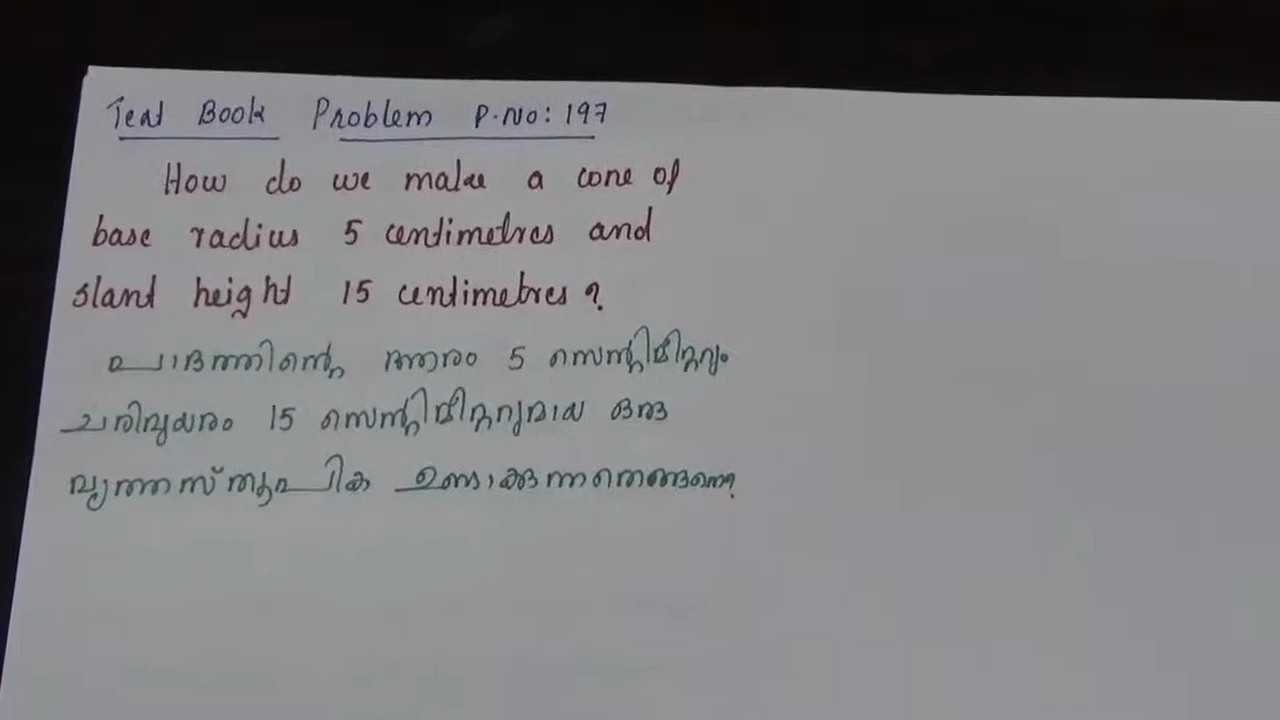 Text Book Problem P.No: 197
How do we make a cone of
base radius 5 centimetres and
slant height 15 centimetres?
പാദത്തിന്റെ ആരം 5 സെന്റിമീറ്ററും
ചരിവുയരം 15 സെന്റിമീറ്ററുമായ ഒരു
വൃത്തസ്തൂപിക ഉണ്ടാക്കുന്നതെങ്ങനെ?